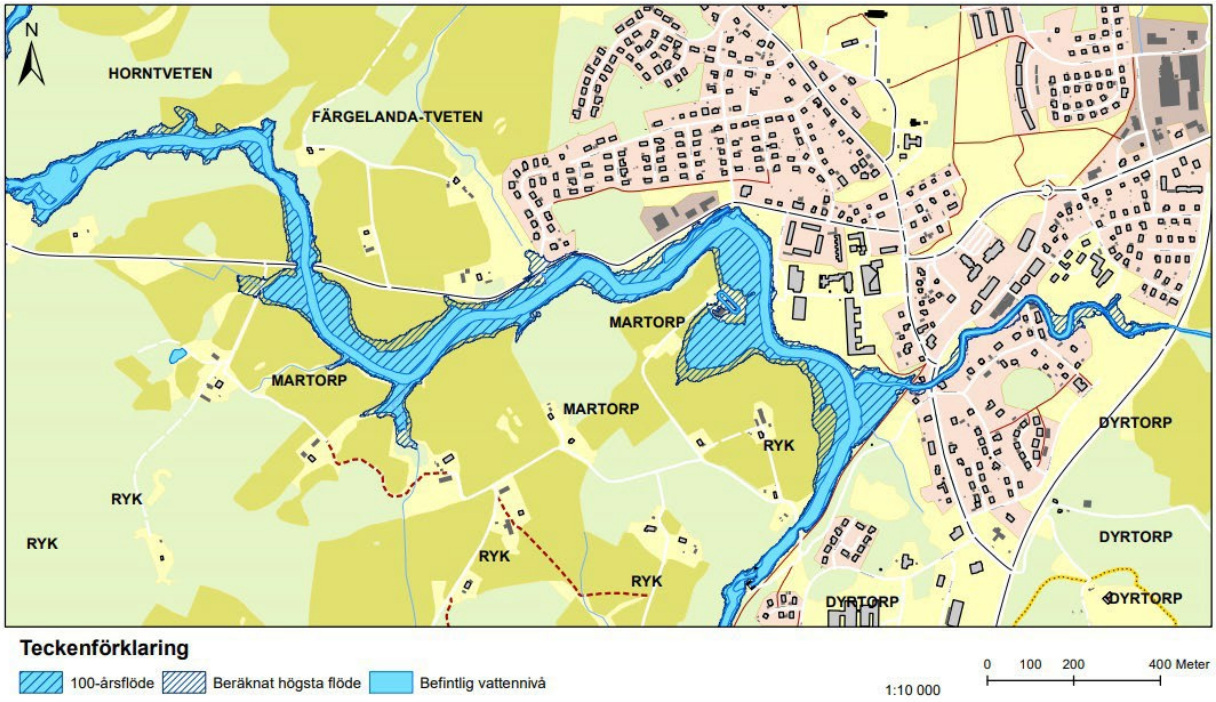 N
HORNTVETEN
FÄRGELANDA-TVETEN
MARTORP
MARTORP
MARTORP
DYRTORP
RYK
RYK
RYK
DYRTORP
RYK
RYK
DYRTORP
DYRTORP
Teckenförklaring
100-årsflöde Beräknat högsta flöde Befintlig vattennivå
1:10 000
0 100 200 400 Meter